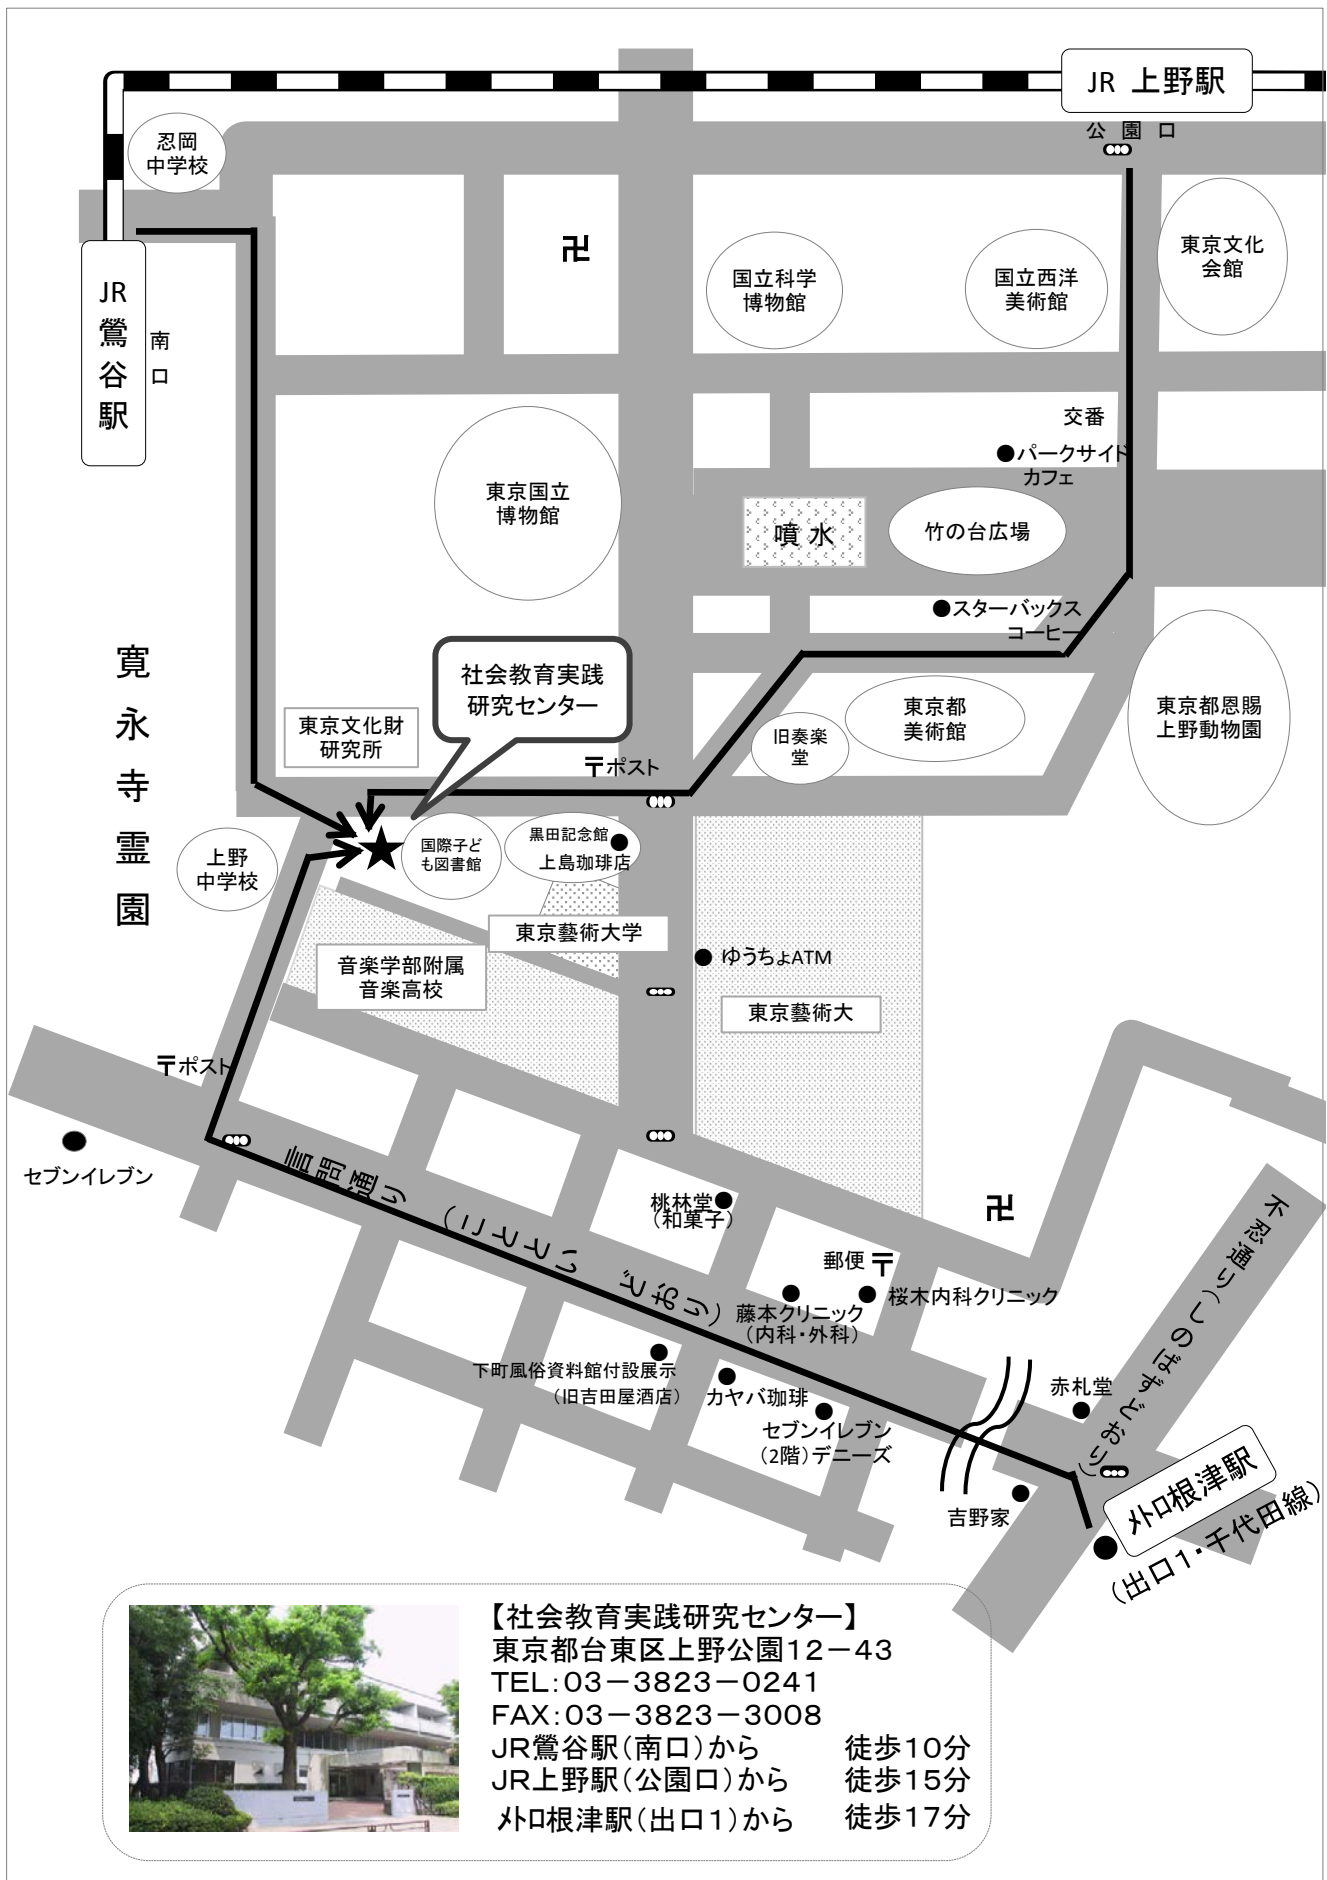 JR 上野駅
公園口
忍岡
中学校
東京文化
会館
国立科学
博物館
国立西洋
美術館
卍
JR
鶯
谷
駅
南
口
交番
パークサイド
カフェ
東京国立
博物館
噴水
竹の台広場
スターバックス
コーヒー
寛
永
寺
霊
園
社会教育実践
研究センター
東京文化財
研究所
東京都
美術館
東京都恩賜
上野動物園
旧奏楽
堂
〒ポスト
国際子ど
も図書館
黒田記念館
上島珈琲店
上野
中学校
東京藝術大学
音楽学部附属
音楽高校
ゆうちょATM
東京藝術大
〒ポスト
セブンイレブン
言問通り（こととい どおり）
桃林堂
（和菓子）
卍
不忍通り（しのばずどおり）
郵便〒
桜木内科クリニック
藤本クリニック
（内科・外科）
下町風俗資料館付設展示
（旧吉田屋酒店）
カヤバ珈琲
セブンイレブン
（2階）デニーズ
赤札堂
吉野家
メトロ根津駅
（出口1・千代田線）
【社会教育実践研究センター】
東京都台東区上野公園12－43
TEL:03－3823－0241
FAX:03－3823－3008
JR鶯谷駅（南口）から 徒歩10分
JR上野駅（公園口）から 徒歩15分
メトロ根津駅（出口1）から 徒歩17分